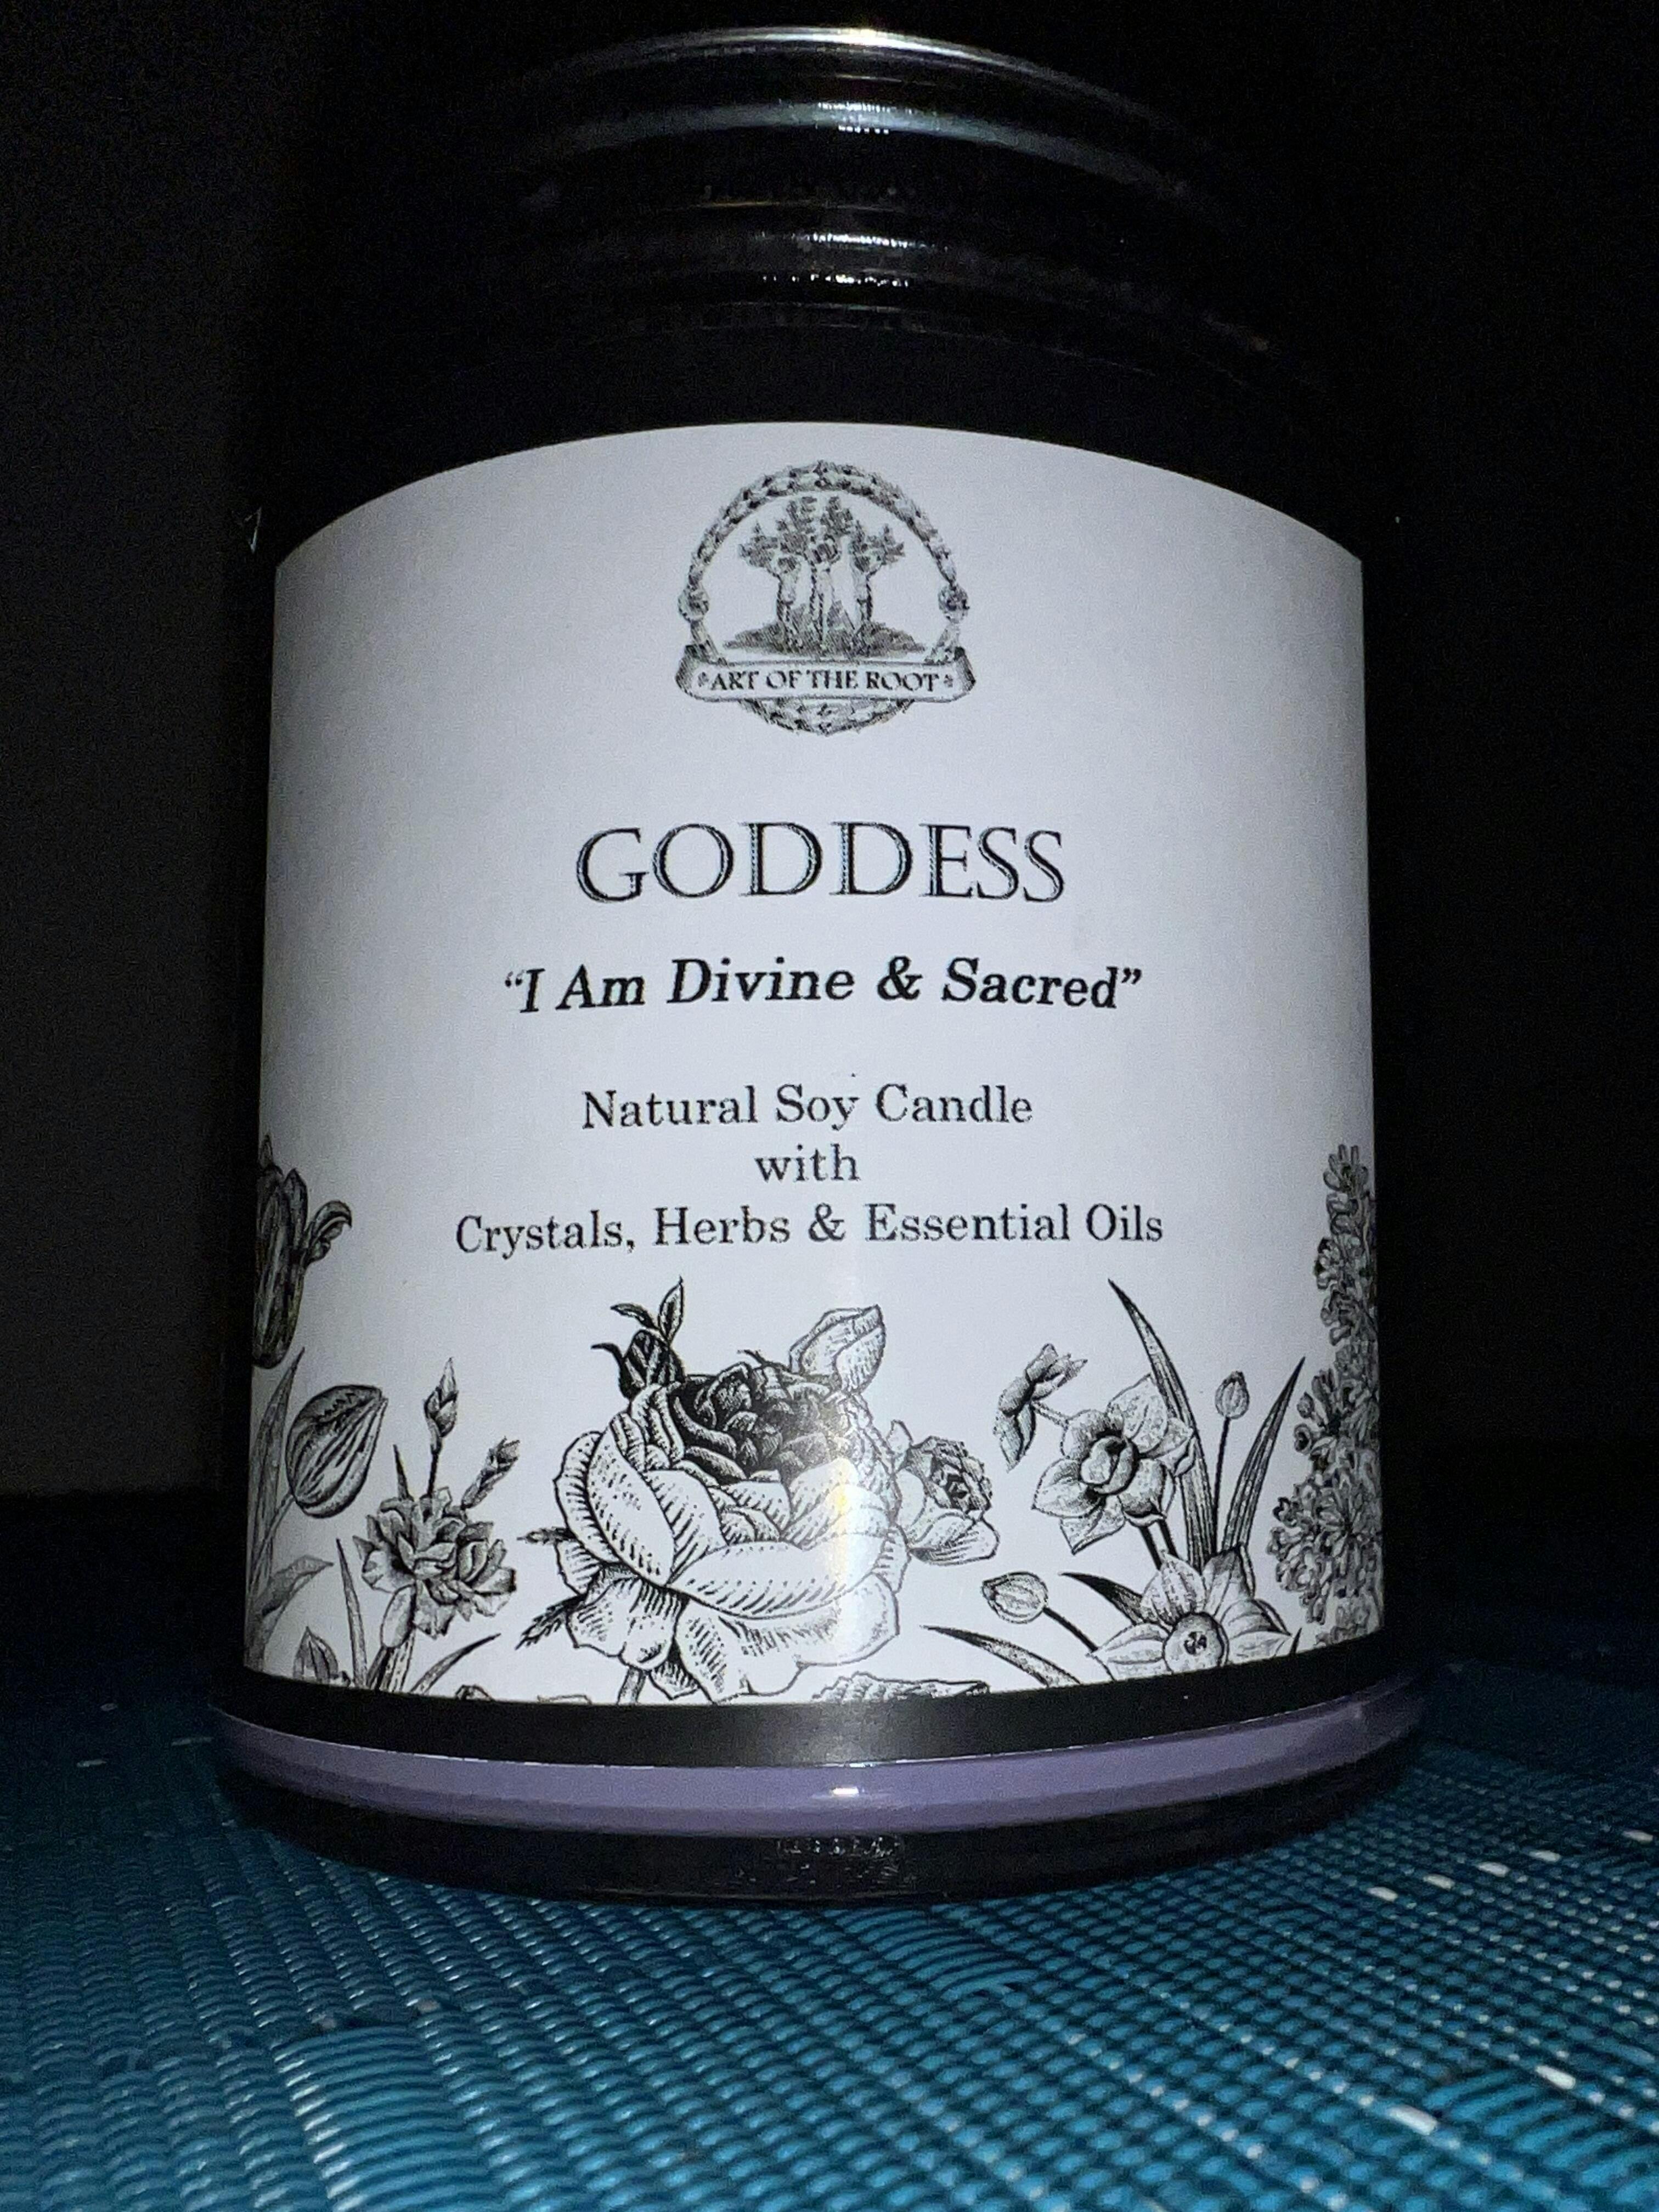 ART OF THE ROOT
GODDESS
“I Am Divine & Sacred”
Natural Soy Candle
with
Crystals, Herbs & Essential Oils